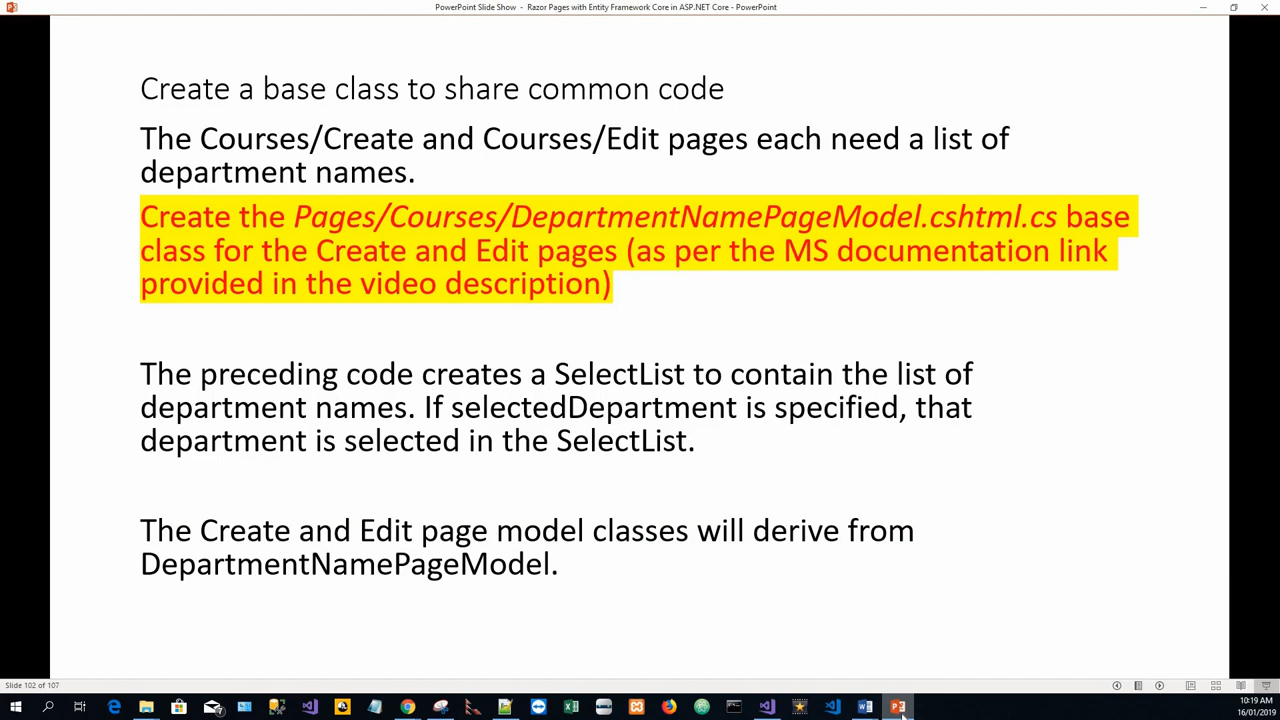 PowerPoint Slide Show - Razor Pages with Entity Framework Core in ASP.NET Core - PowerPoint
Create a base class to share common code
The Courses/Create and Courses/Edit pages each need a list of
department names.
Create the Pages/Courses/DepartmentNamePageModel.cshtml.cs base
class for the Create and Edit pages (as per the MS documentation link
provided in the video description)
The preceding code creates a SelectList to contain the list of
department names. If selectedDepartment is specified, that
department is selected in the SelectList.
The Create and Edit page model classes will derive from
DepartmentNamePageModel.
Slide 102 of 107
10:19 AM
16/01/2019